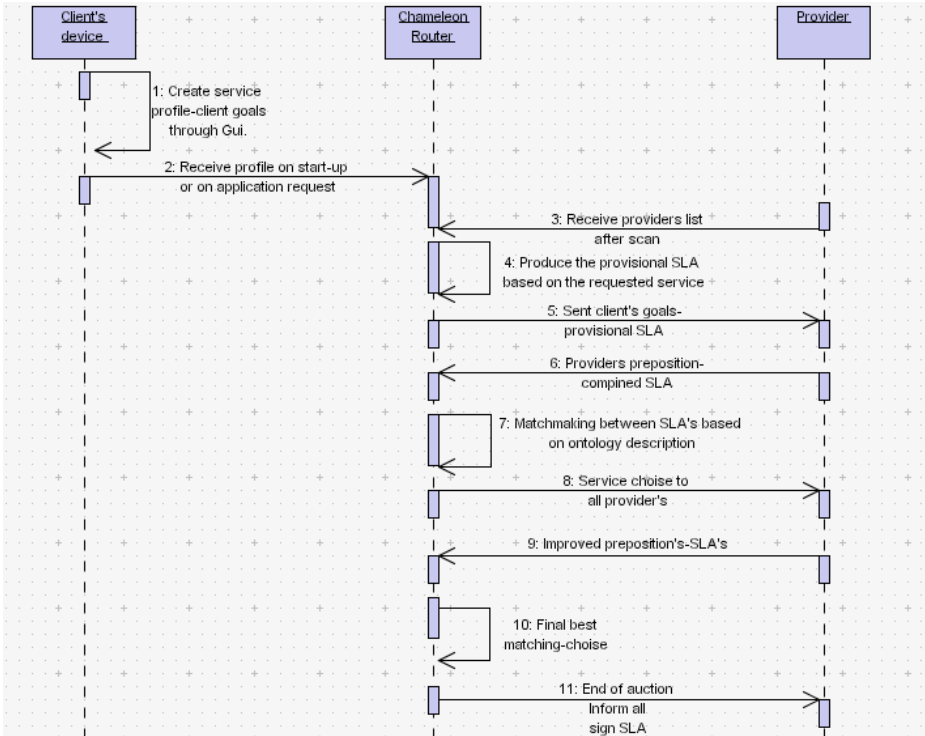 Client's
device
Chameleon
Router
Provider
1: Create service
profile-client goals
through Gui.
2: Receive profile on start-up
or on application request
3: Receive providers list
after scan
4: Produce the provisional SLA
based on the requested service
5: Sent client's goals-
provisional SLA
6: Providers preposition-
compined SLA
7: Matchmaking between SLA's based
on ontology description
8: Service choise to
all provider's
9: Improved preposition's-SLA's
10: Final best
matching-choise
11: End of auction
Inform all
sign SLA